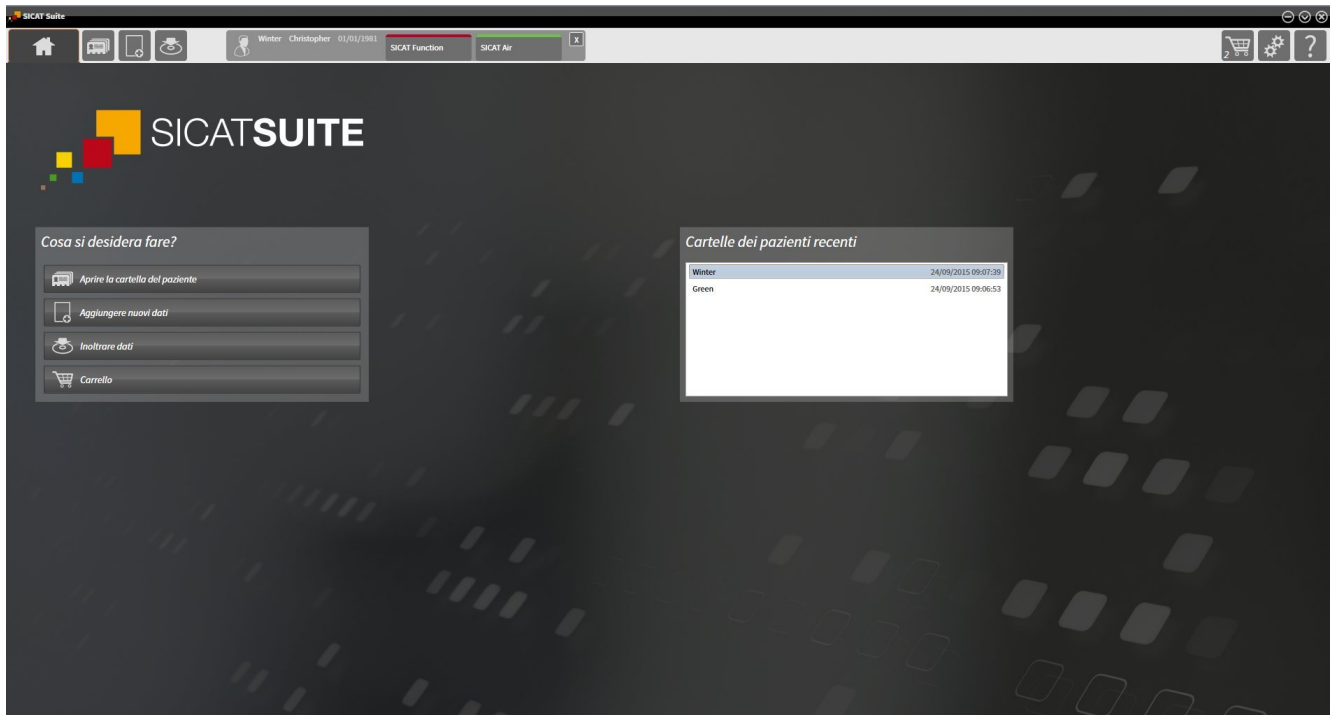 SICAT Suite
Winter Christopher 01/01/1981
SICAT Function
SICAT Air
x
2
?
SICATSUITE
Cosa si desidera fare?
Aprire la cartella del paziente
Aggiungere nuovi dati
Inoltrare dati
Carrello
Cartelle dei pazienti recenti
Winter 24/09/2015 09:07:39
Green 24/09/2015 09:06:53